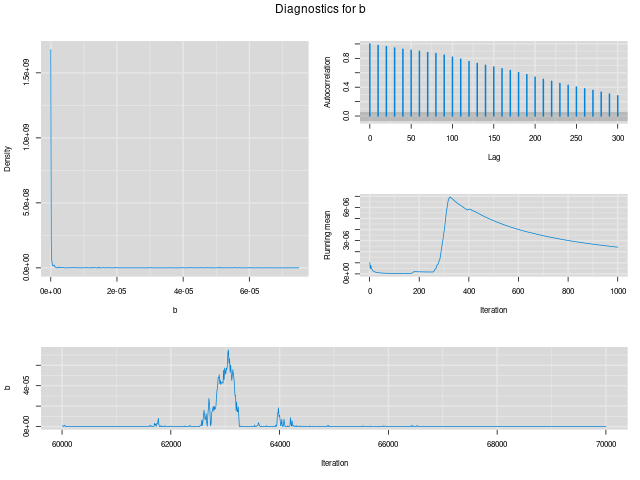 Diagnostics for b
Density
0.0e+00 5.0e+08 1.0e+09 1.5e+09
0e+00 2e-05 4e-05 6e-05
b
Autocorrelation
0.0 0.4 0.8
0 50 100 150 200 250 300
Lag
Running mean
0e+00 3e-06 6e-06
0 200 400 600 800 1000
Iteration
b
0e+00 4e-05
60000 62000 64000 66000 68000 70000
Iteration